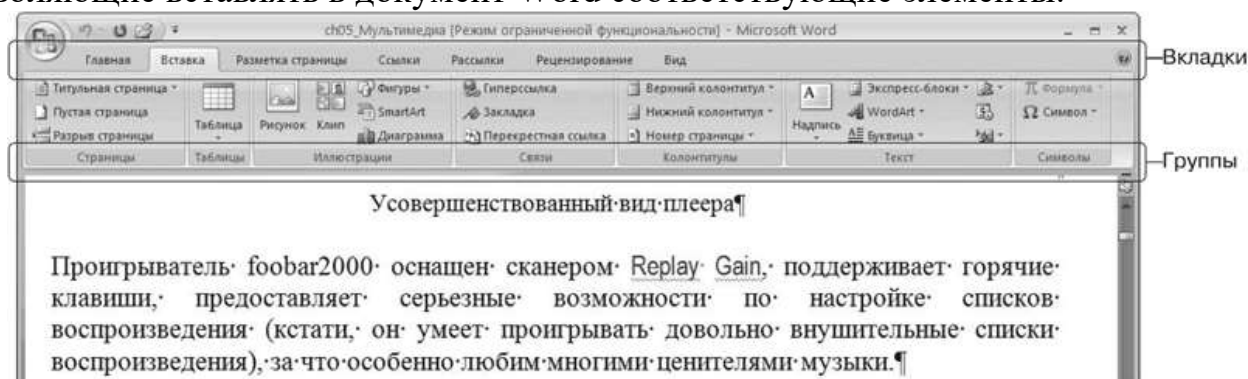 вставлять в документ Word соответствующие элементы.
ch05_Мультимедиа [Режим ограниченной функциональности] - Microsoft Word
Главная Вставка Разметка страницы Ссылки Рассылки Рецензирование Вид
Вкладки
Титульная страница Фигуры Гиперссылка Верхний колонтитул Экспресс-блоки Формула
Пустая страница SmartArt Закладка Нижний колонтитул WordArt Символ
Таблица Рисунок Клип Надпись
Разрыв страницы Диаграмма Перекрестная ссылка Номер страницы Буквица
Страницы Таблицы Иллюстрации Связи Колонтитулы Текст Символы
Группы
Усовершенствованный·вид·плеера¶
Проигрыватель· foobar2000· оснащен· сканером· Replay· Gain,· поддерживает· горячие·
клавиши,· предоставляет· серьезные· возможности· по· настройке· списков·
воспроизведения· (кстати,· он· умеет· проигрывать· довольно· внушительные· списки·
воспроизведения),·за·что·особенно·любим·многими·ценителями·музыки.¶